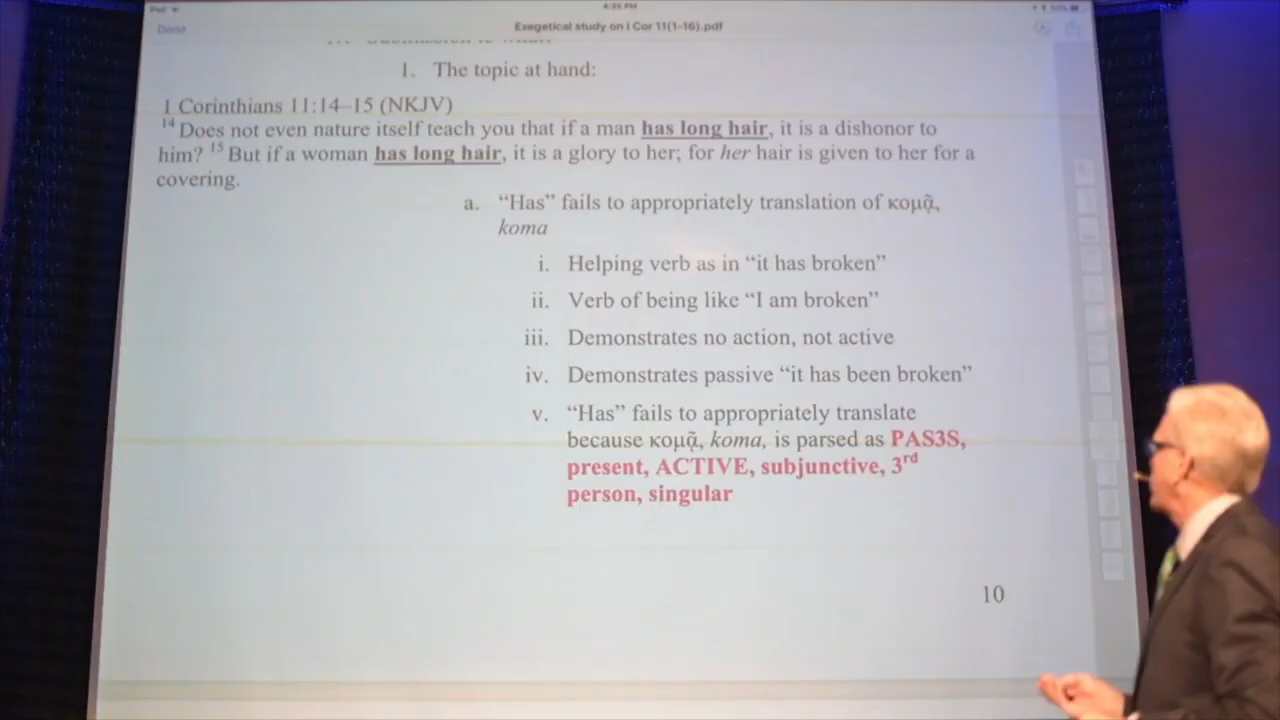 Done
4:35 PM
Exegetical study on I Cor 11(1-16).pdf
1. The topic at hand:
1 Corinthians 11:14–15 (NKJV)
14 Does not even nature itself teach you that if a man has long hair, it is a dishonor to
him? 15 But if a woman has long hair, it is a glory to her; for her hair is given to her for a
covering.
a. “Has” fails to appropriately translation of κομᾷ,
koma
i. Helping verb as in “it has broken”
ii. Verb of being like “I am broken”
iii. Demonstrates no action, not active
iv. Demonstrates passive “it has been broken”
v. “Has” fails to appropriately translate
because κομᾷ, koma, is parsed as PAS3S,
present, ACTIVE, subjunctive, 3rd
person, singular
10